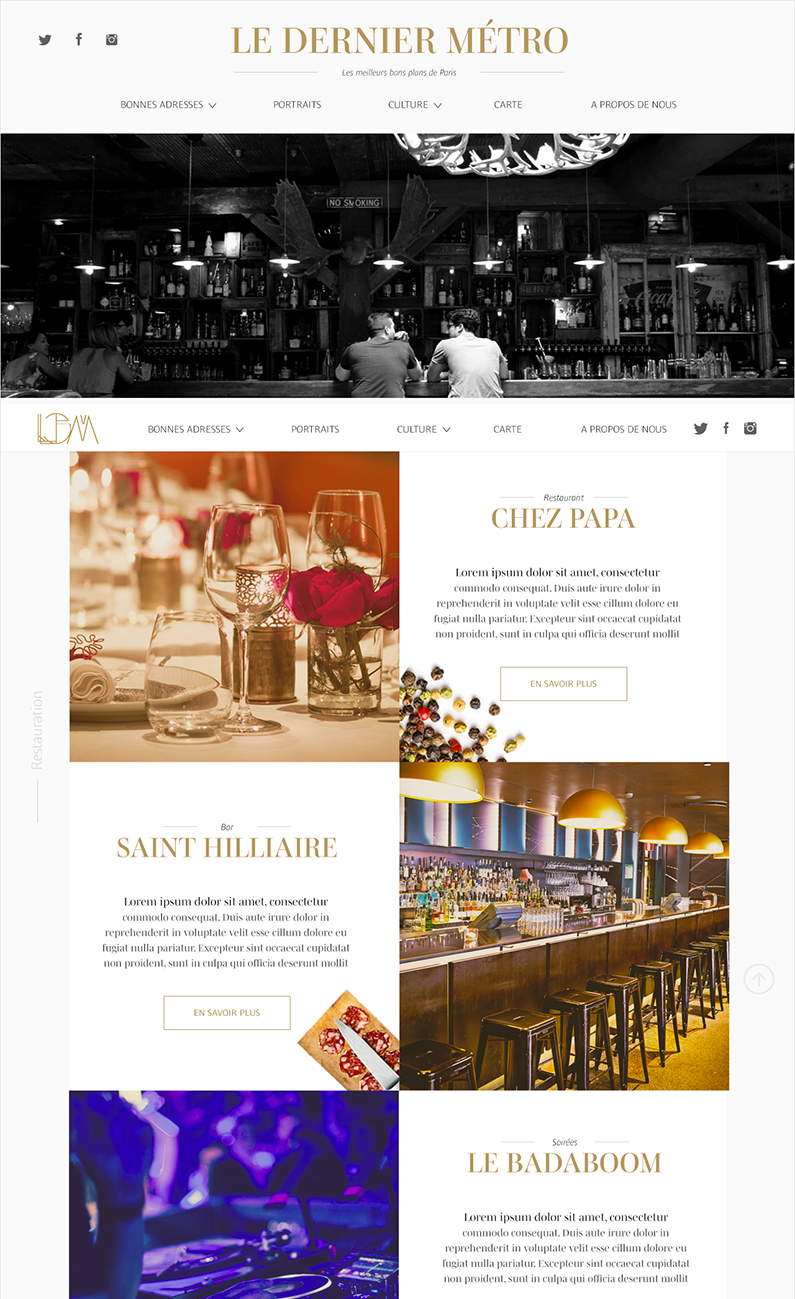 LE DERNIER MÉTRO
Les meilleurs bons plans de Paris
BONNES ADRESSES PORTRAITS CULTURE CARTE A PROPOS DE NOUS
NO SMOKING
LDM
BONNES ADRESSES PORTRAITS CULTURE CARTE A PROPOS DE NOUS
Restaurant
CHEZ PAPA
Lorem ipsum dolor sit amet, consectetur
commodo consequat. Duis aute irure dolor in
reprehenderit in voluptate velit esse cillum dolore eu
fugiat nulla pariatur. Excepteur sint occaecat cupidatat
non proident, sunt in culpa qui officia deserunt mollit
EN SAVOIR PLUS
Restauration
Bar
SAINT HILLIAIRE
Lorem ipsum dolor sit amet, consectetur
commodo consequat. Duis aute irure dolor in
reprehenderit in voluptate velit esse cillum dolore eu
fugiat nulla pariatur. Excepteur sint occaecat cupidatat
non proident, sunt in culpa qui officia deserunt mollit
EN SAVOIR PLUS
Soirées
LE BADABOOM
Lorem ipsum dolor sit amet, consectetur
commodo consequat. Duis aute irure dolor in
reprehenderit in voluptate velit esse cillum dolore eu
fugiat nulla pariatur. Excepteur sint occaecat cupidatat
non proident, sunt in culpa qui officia deserunt mollit